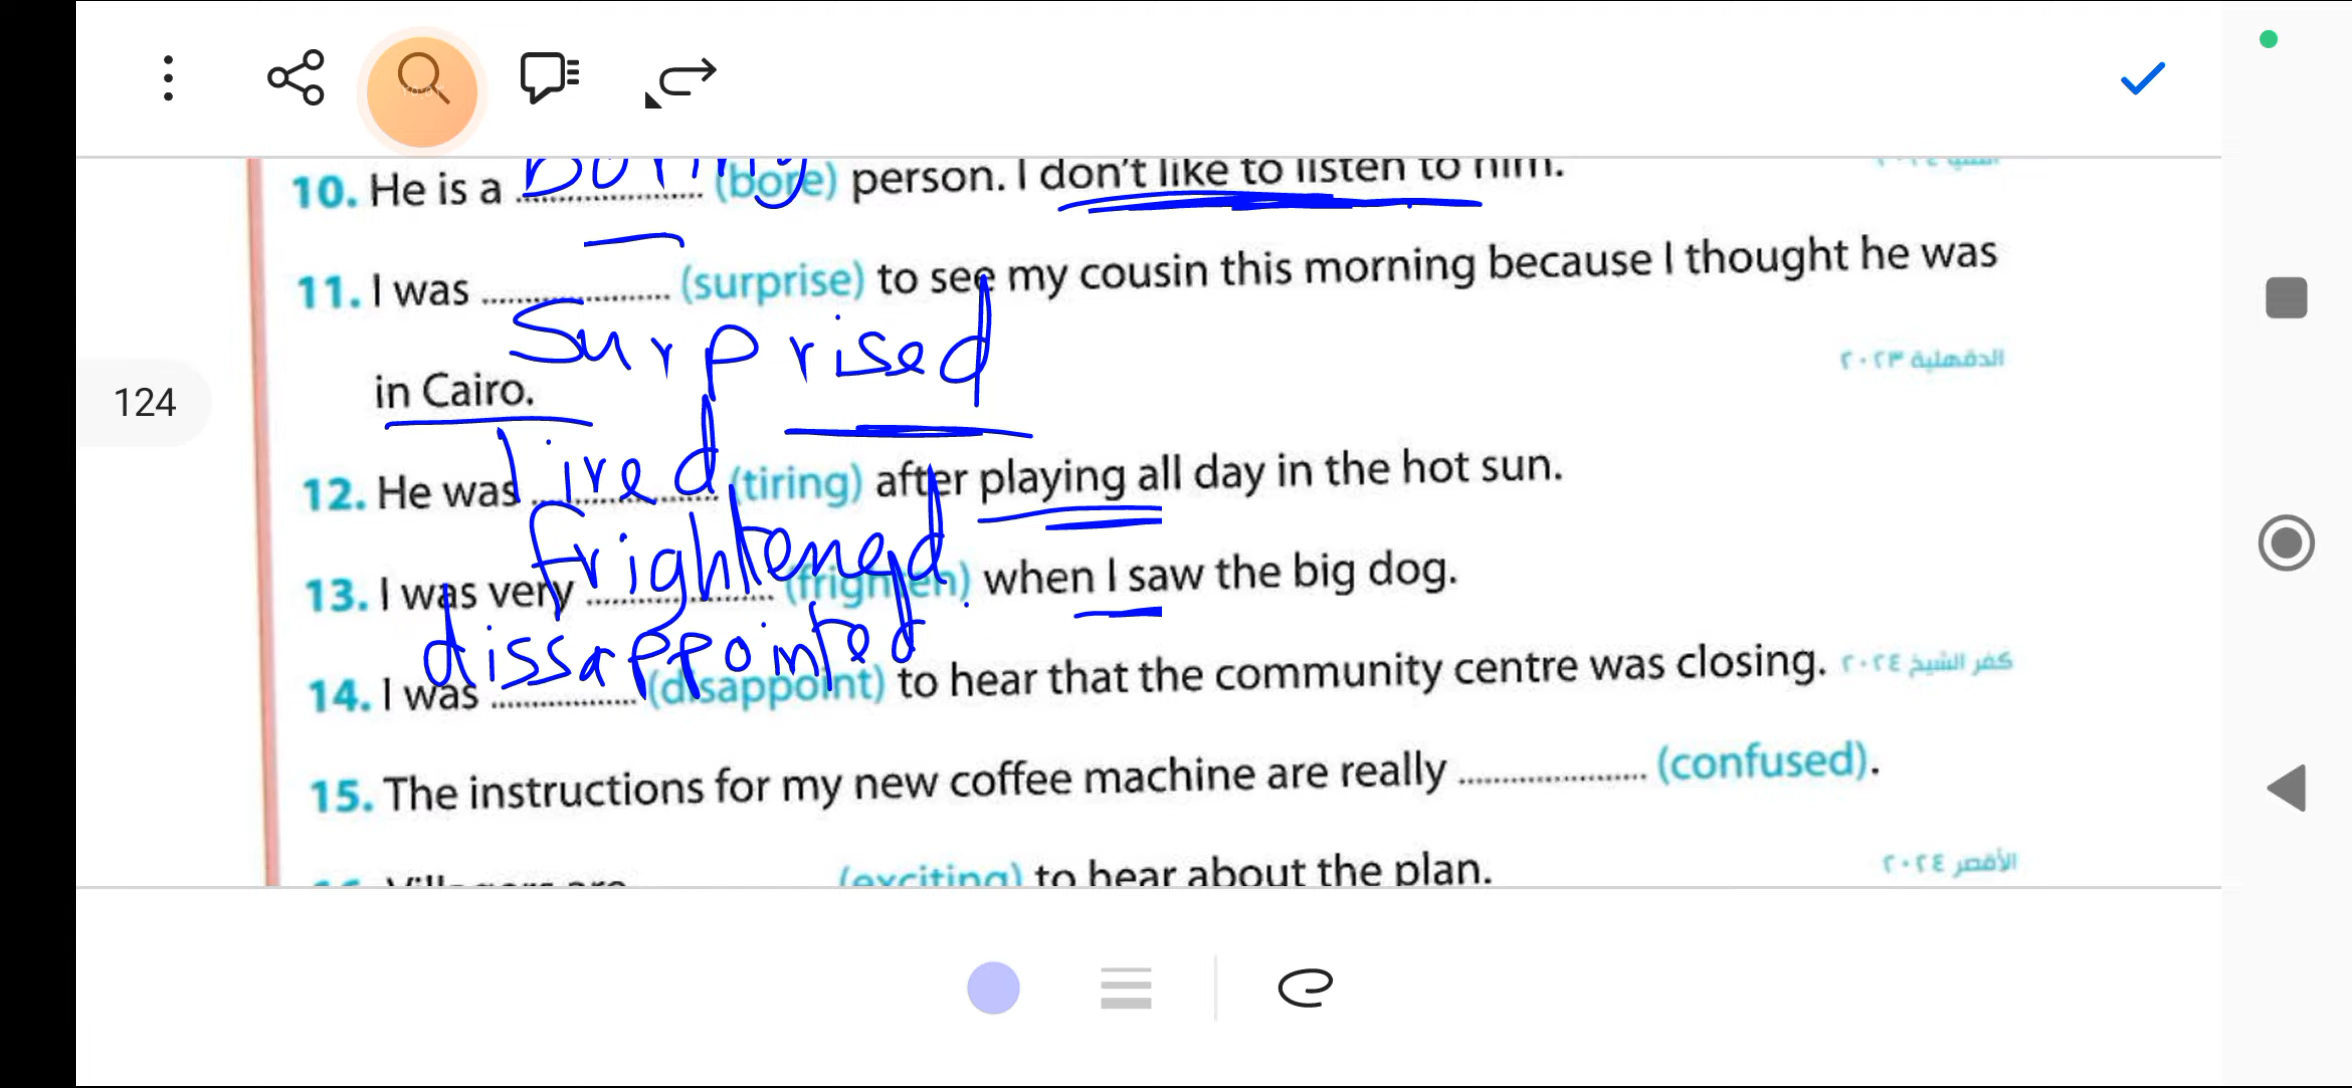 10. He is a Boring (bore) person. I don't like to listen to him.
11. I was .................... (surprise) to see my cousin this morning because I thought he was
Surprised
in Cairo.
الدقهلية ٢٠٢٣
124
12. He was Tired (tiring) after playing all day in the hot sun.
frightened
13. I was very .................... (frighten) when I saw the big dog.
dissappointed
14. I was ................ (disappoint) to hear that the community centre was closing. كفر الشيخ ٢٠٢٤
15. The instructions for my new coffee machine are really .................... (confused).
16. Villagers are (exciting) to hear about the plan.
الأقصر ٢٠٢٤